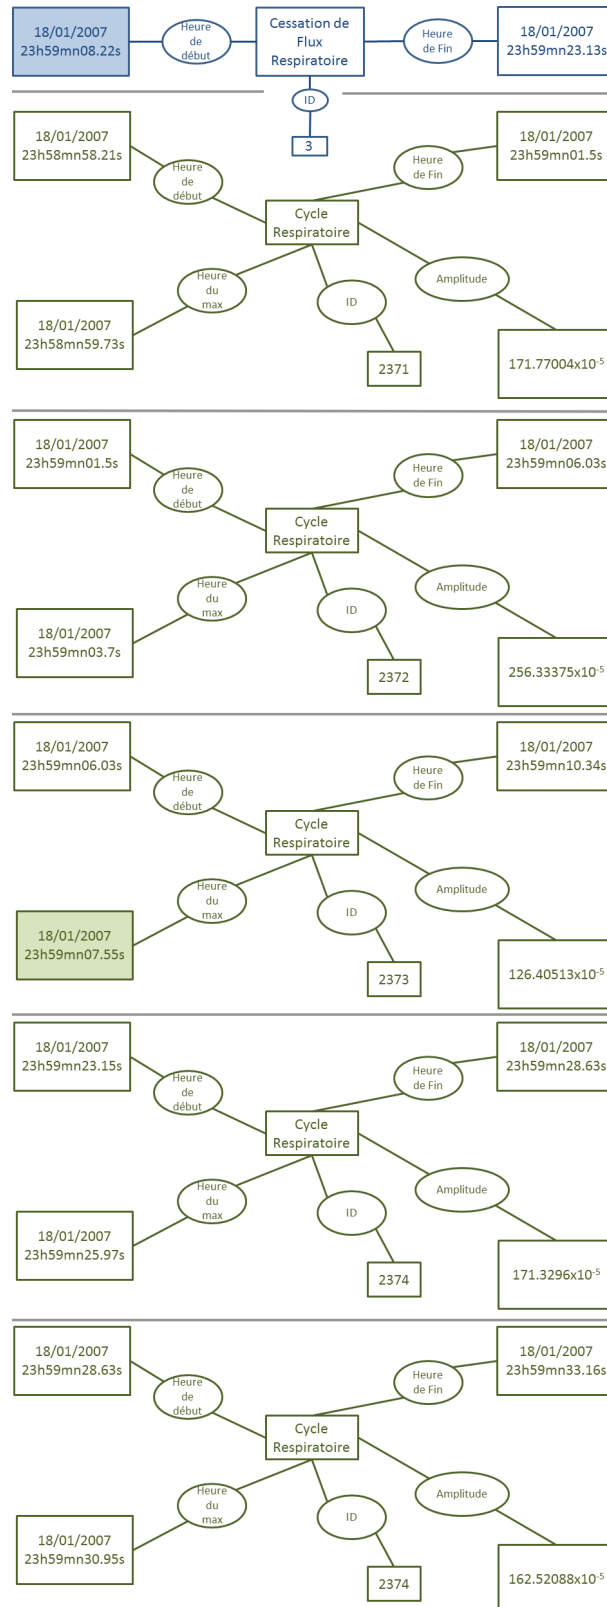 18/01/2007
23h59mn08.22s
Heure
de
début
Cessation de
Flux
Respiratoire
Heure
de Fin
18/01/2007
23h59mn23.13s
ID
3
18/01/2007
23h58mn58.21s
Heure
de
début
Heure
de Fin
18/01/2007
23h59mn01.5s
Cycle
Respiratoire
Heure
du
max
ID
Amplitude
18/01/2007
23h58mn59.73s
2371
171.77004x10⁻⁵
18/01/2007
23h59mn01.5s
Heure
de
début
Heure
de Fin
18/01/2007
23h59mn06.03s
Cycle
Respiratoire
Heure
du
max
ID
Amplitude
18/01/2007
23h59mn03.7s
2372
256.33375x10⁻⁵
18/01/2007
23h59mn06.03s
Heure
de
début
Heure
de Fin
18/01/2007
23h59mn10.34s
Cycle
Respiratoire
Heure
du
max
ID
Amplitude
18/01/2007
23h59mn07.55s
2373
126.40513x10⁻⁵
18/01/2007
23h59mn23.15s
Heure
de
début
Heure
de Fin
18/01/2007
23h59mn28.63s
Cycle
Respiratoire
Heure
du
max
ID
Amplitude
18/01/2007
23h59mn25.97s
2374
171.3296x10⁻⁵
18/01/2007
23h59mn28.63s
Heure
de
début
Heure
de Fin
18/01/2007
23h59mn33.16s
Cycle
Respiratoire
Heure
du
max
ID
Amplitude
18/01/2007
23h59mn30.95s
2374
162.52088x10⁻⁵